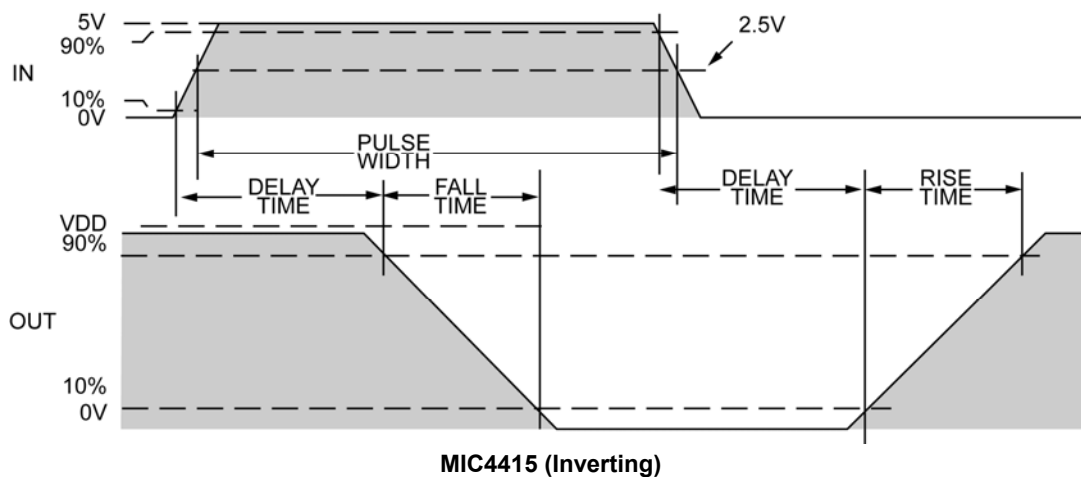 5V
90%
2.5V
IN
10%
0V
PULSE
WIDTH
DELAY
TIME
FALL
TIME
DELAY
TIME
RISE
TIME
VDD
90%
OUT
10%
0V
MIC4415 (Inverting)